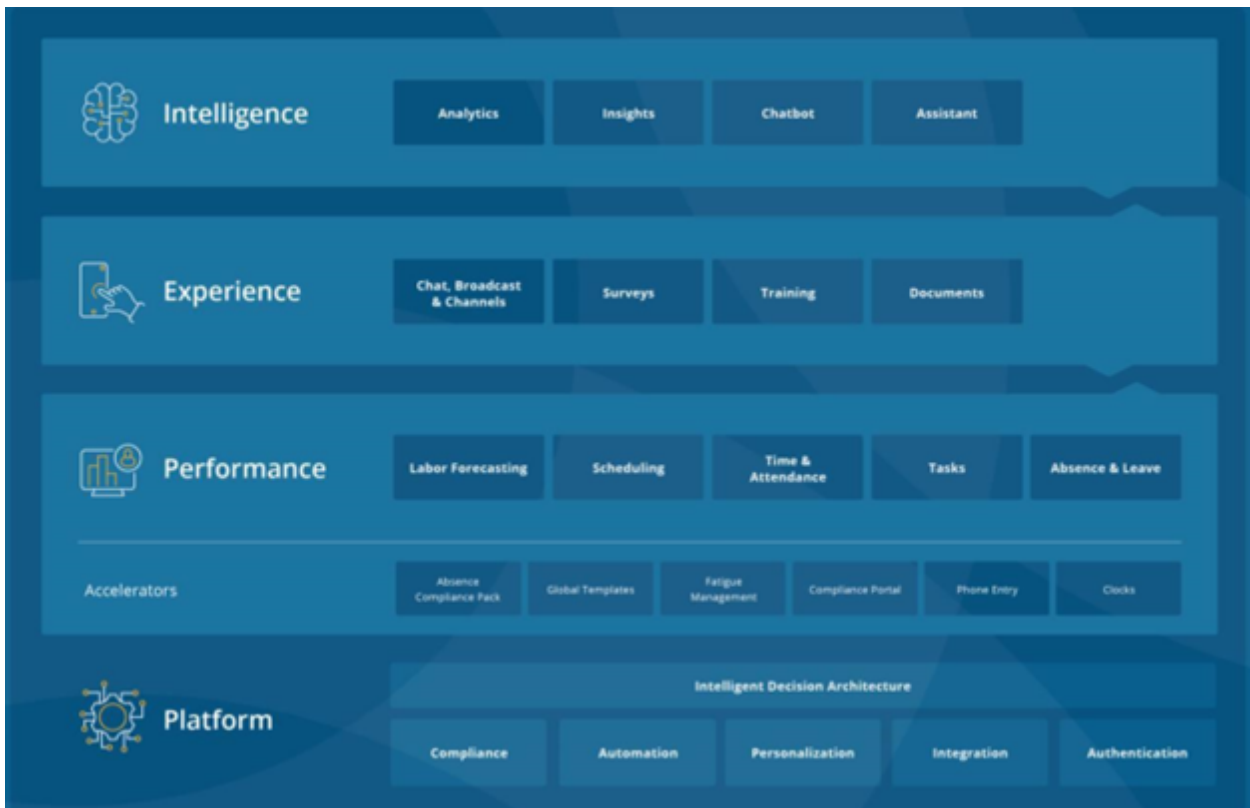 Intelligence
Analytics
Insights
Chatbot
Assistant
Experience
Chat, Broadcast
& Channels
Surveys
Training
Documents
Performance
Labor Forecasting
Scheduling
Time &
Attendance
Tasks
Absence & Leave
Accelerators
Absence
Compliance Pack
Global Templates
Fatigue
Management
Compliance Portal
Phone Entry
Clocks
Platform
Intelligent Decision Architecture
Compliance
Automation
Personalization
Integration
Authentication